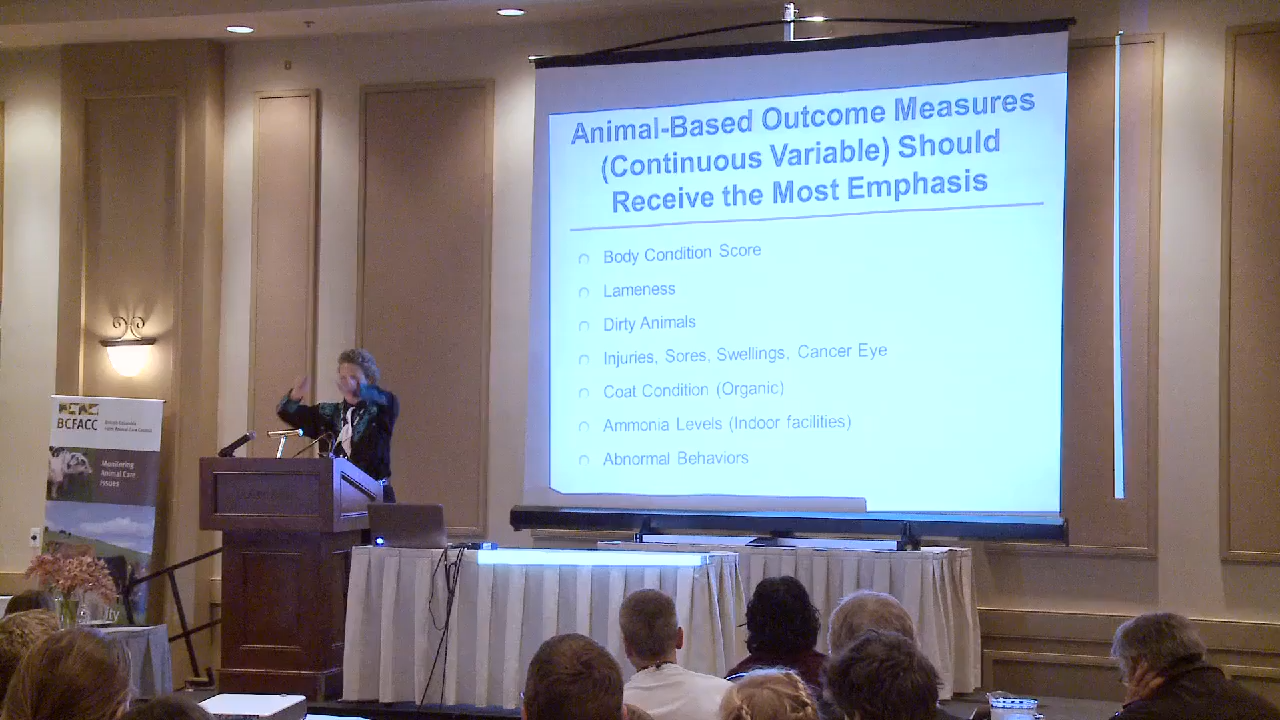 Animal-Based Outcome Measures
(Continuous Variable) Should
Receive the Most Emphasis
Body Condition Score
Lameness
Dirty Animals
Injuries, Sores, Swellings, Cancer Eye
Coat Condition (Organic)
Ammonia Levels (Indoor facilities)
Abnormal Behaviors
BCFACC
Monitoring
Animal Care
Issues